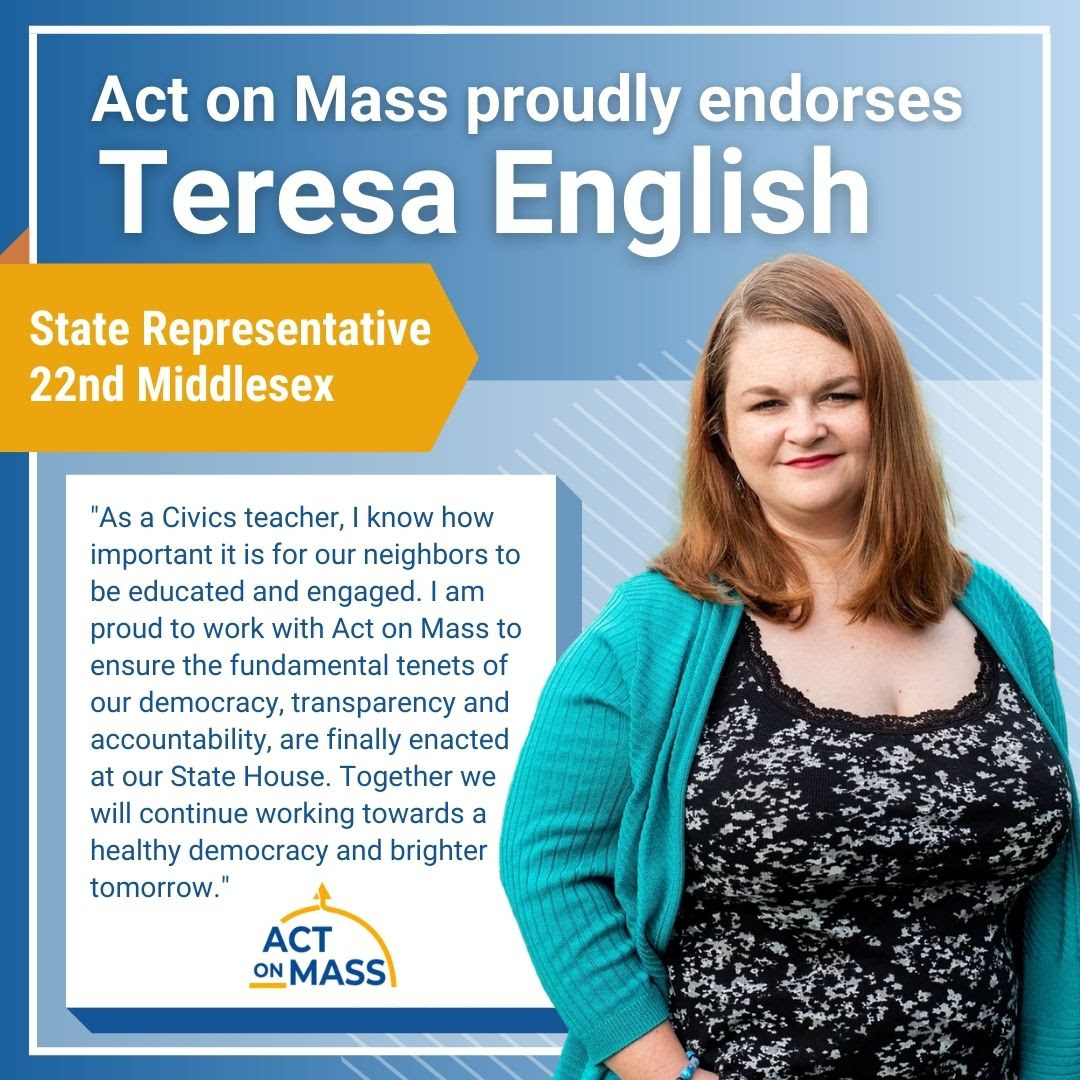 Act on Mass proudly endorses
Teresa English
State Representative
22nd Middlesex
"As a Civics teacher, I know how
important it is for our neighbors to
be educated and engaged. I am
proud to work with Act on Mass to
ensure the fundamental tenets of
our democracy, transparency and
accountability, are finally enacted
at our State House. Together we
will continue working towards a
healthy democracy and brighter
tomorrow."
ACT
ON MASS